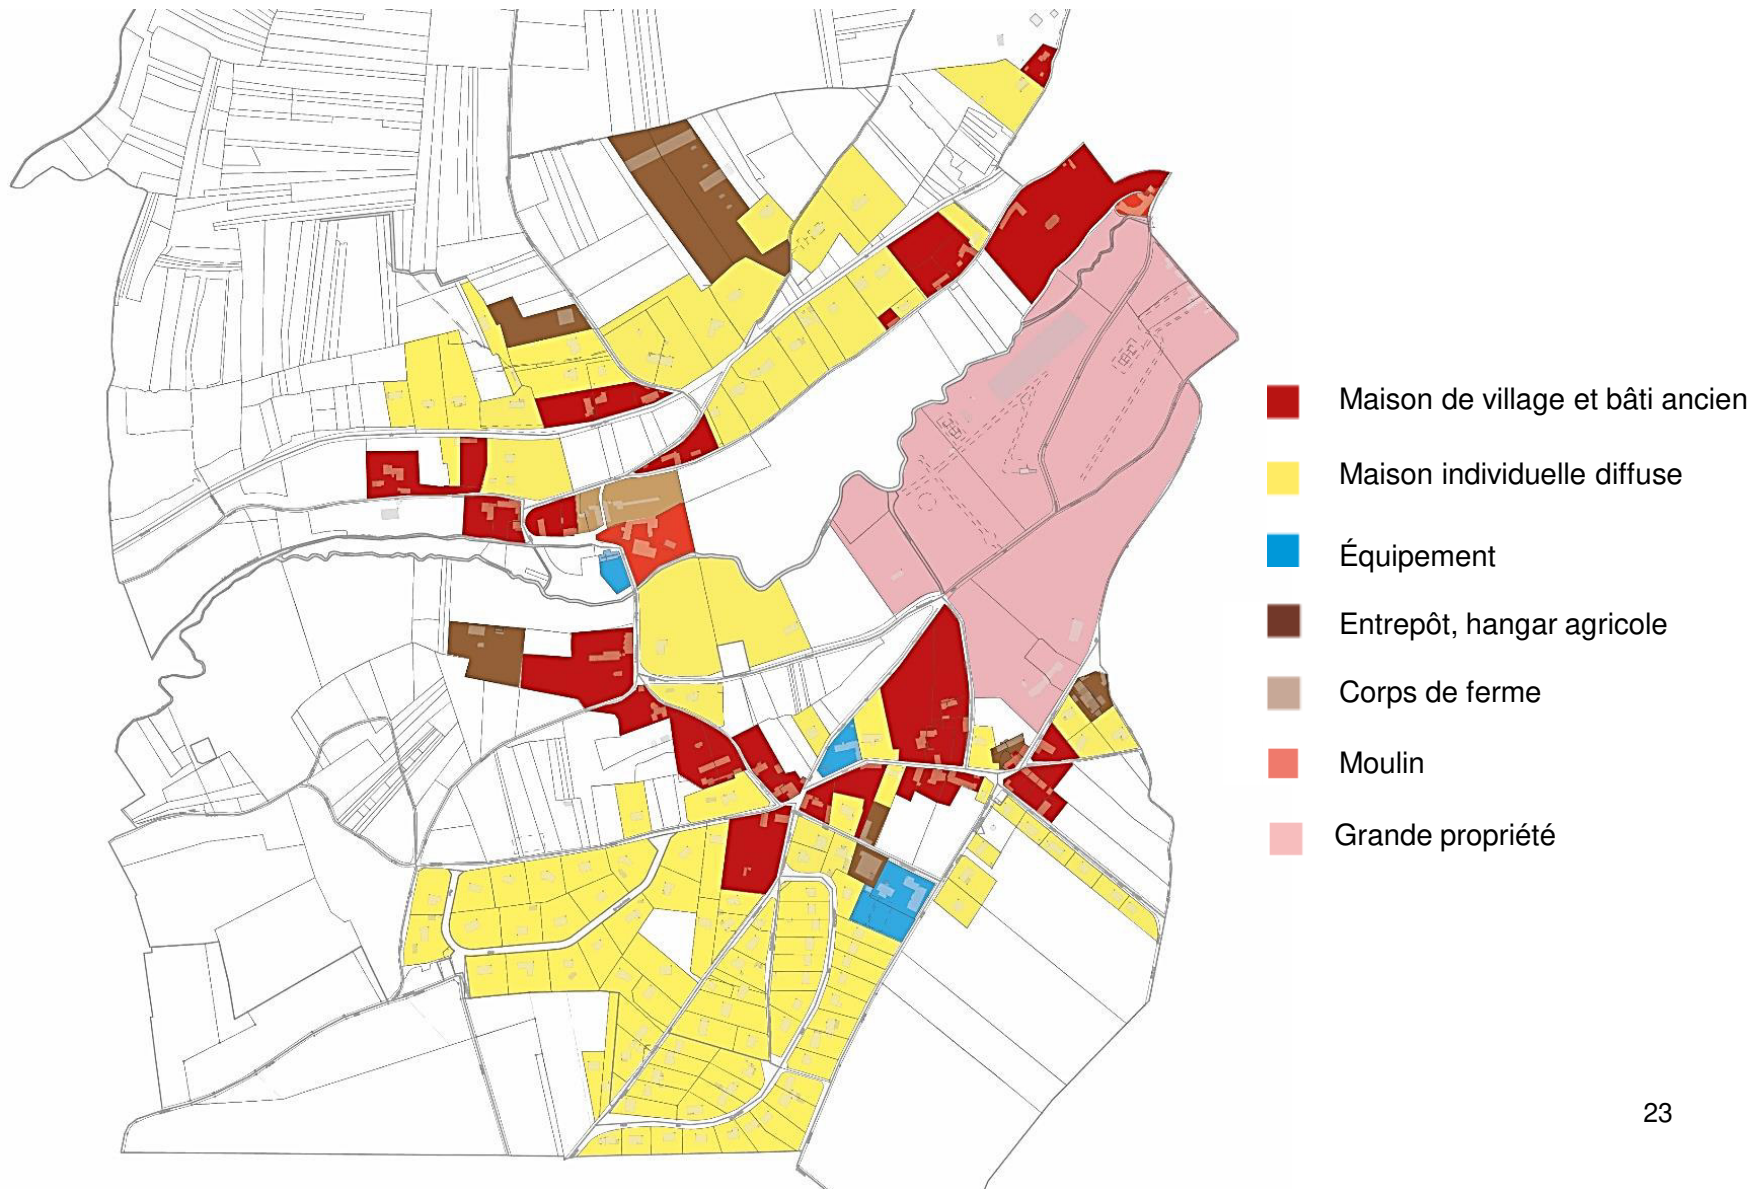 Maison de village et bâti ancien
Maison individuelle diffuse
Équipement
Entrepôt, hangar agricole
Corps de ferme
Moulin
Grande propriété
23